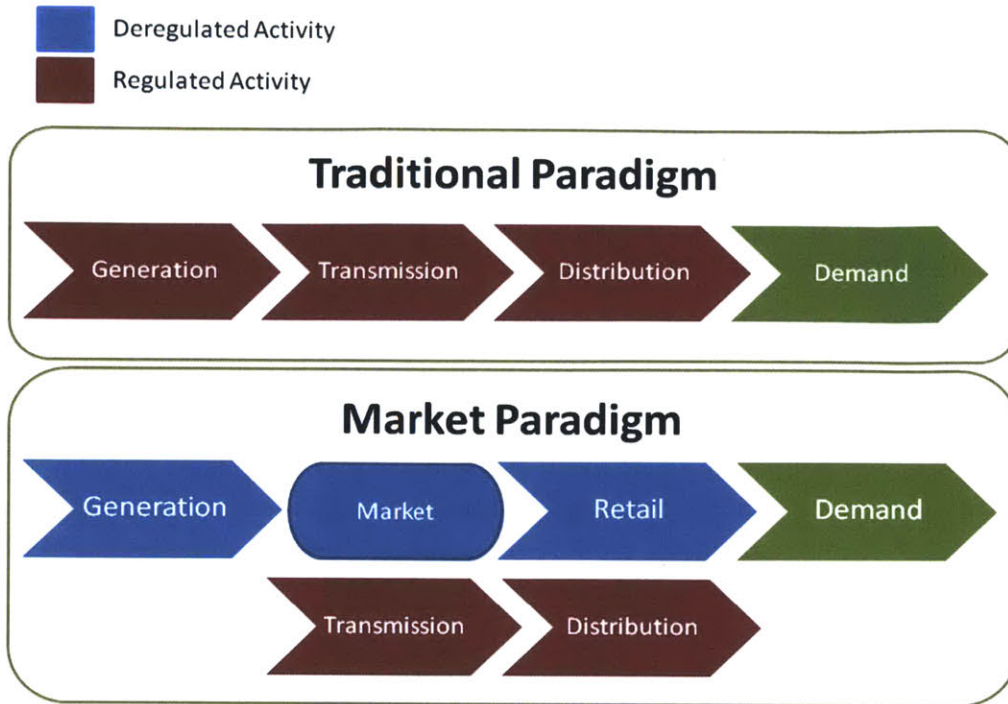 Deregulated Activity
Regulated Activity
Traditional Paradigm
Generation
Transmission
Distribution
Demand
Market Paradigm
Generation
Market
Retail
Demand
Transmission
Distribution